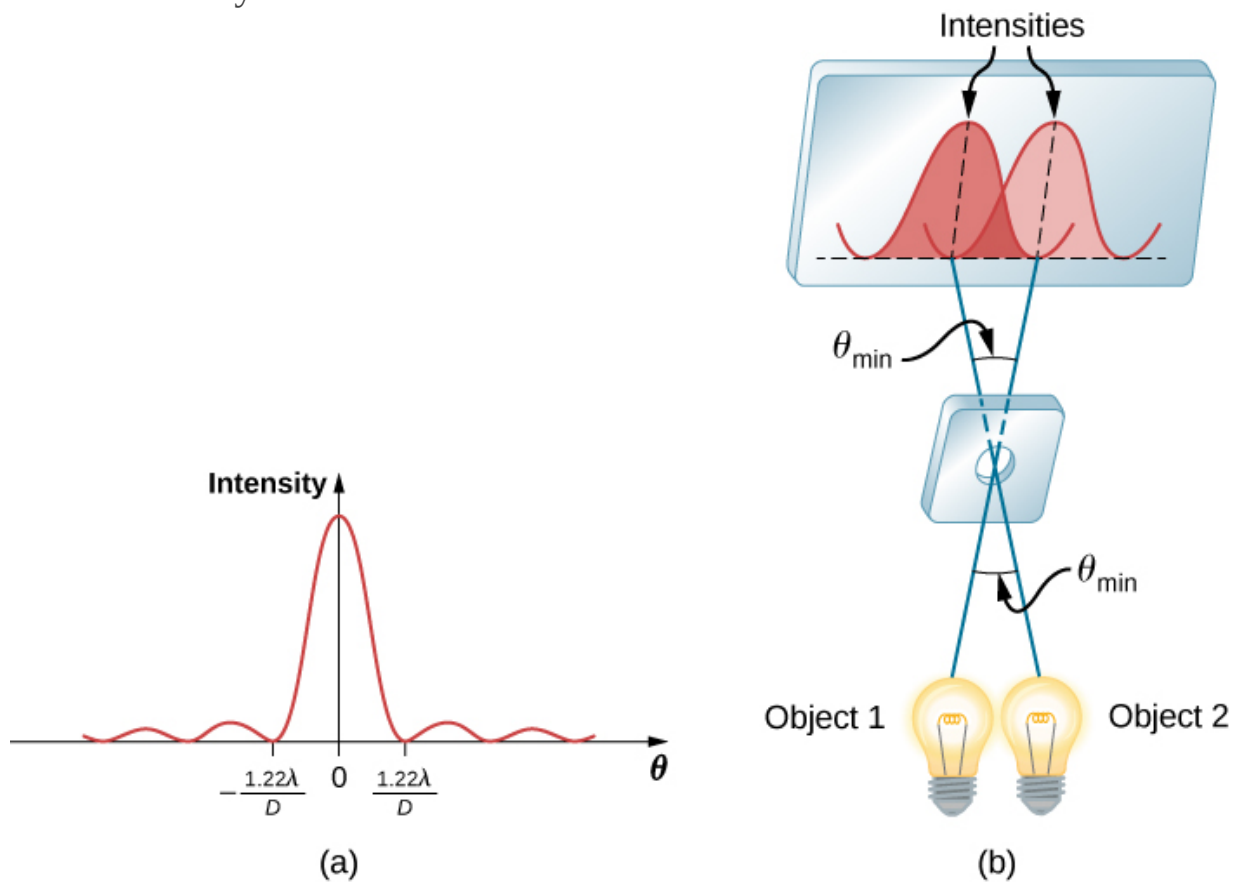 Intensity
θ
−1.22λ/D
0
1.22λ/D
(a)
Intensities
θmin
θmin
Object 1
Object 2
(b)